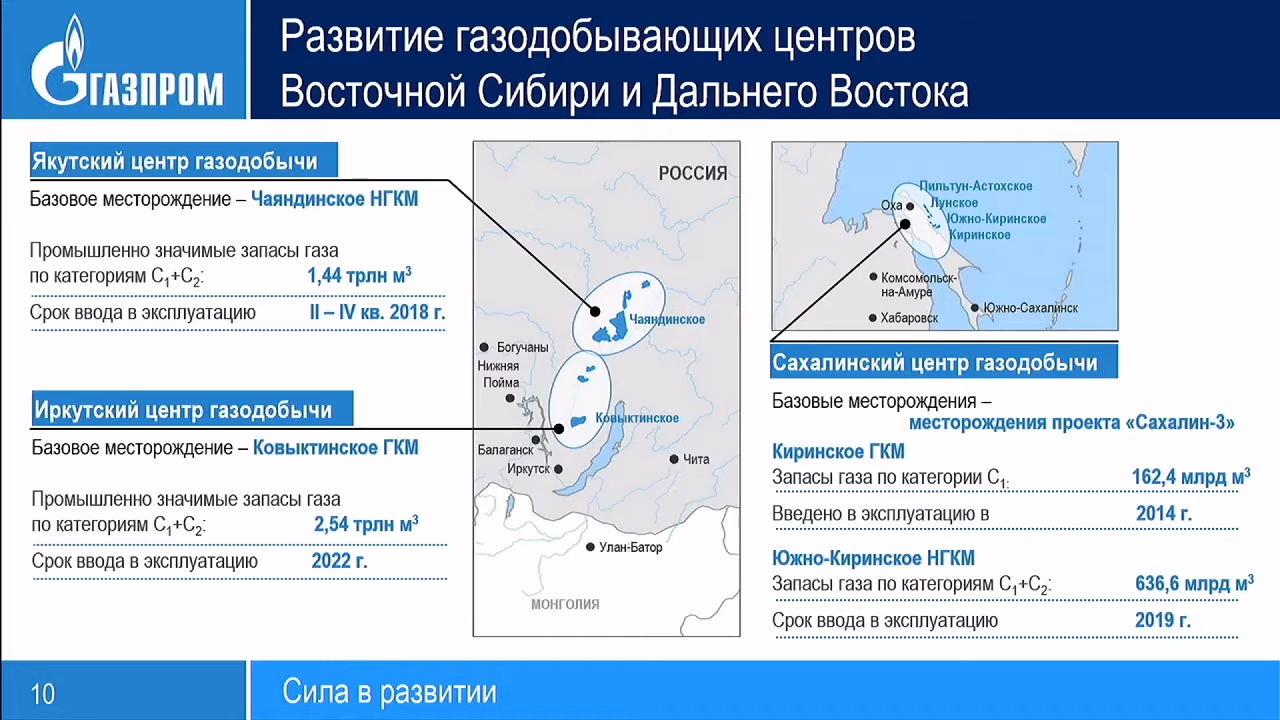 ГАЗПРОМ
Развитие газодобывающих центров
Восточной Сибири и Дальнего Востока
Якутский центр газодобычи
Базовое месторождение – Чаяндинское НГКМ
Промышленно значимые запасы газа
по категориям C₁+C₂: 1,44 трлн м³
Срок ввода в эксплуатацию II – IV кв. 2018 г.
Иркутский центр газодобычи
Базовое месторождение – Ковыктинское ГКМ
Промышленно значимые запасы газа
по категориям C₁+C₂: 2,54 трлн м³
Срок ввода в эксплуатацию 2022 г.
РОССИЯ
Чаяндинское
Богучаны
Нижняя
Пойма
Ковыктинское
Балаганск
Иркутск
Чита
Улан-Батор
МОНГОЛИЯ
Пильтун-Астохское
Оха
Лунское
Южно-Киринское
Киринское
Комсомольск-
на-Амуре
Южно-Сахалинск
Хабаровск
Сахалинский центр газодобычи
Базовые месторождения –
месторождения проекта «Сахалин-3»
Киринское ГКМ
Запасы газа по категории C₁: 162,4 млрд м³
Введено в эксплуатацию в 2014 г.
Южно-Киринское НГКМ
Запасы газа по категориям C₁+C₂: 636,6 млрд м³
Срок ввода в эксплуатацию 2019 г.
10
Сила в развитии